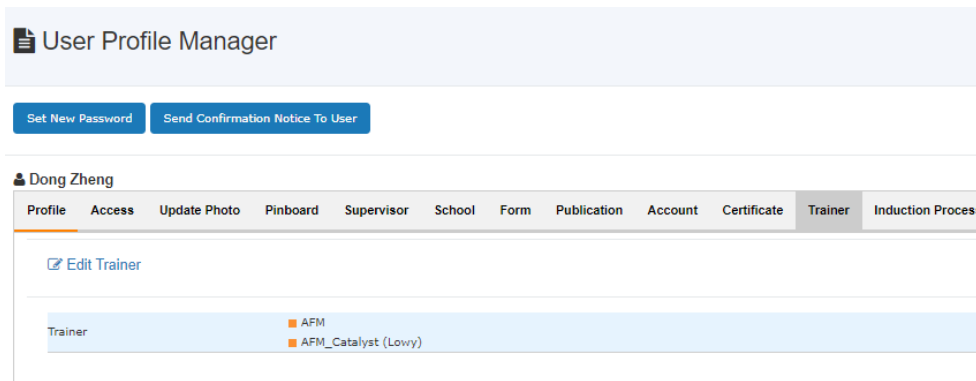 User Profile Manager
Set New Password Send Confirmation Notice To User
Dong Zheng
Profile Access Update Photo Pinboard Supervisor School Form Publication Account Certificate Trainer Induction Proces
Edit Trainer
Trainer
AFM
AFM_Catalyst (Lowy)